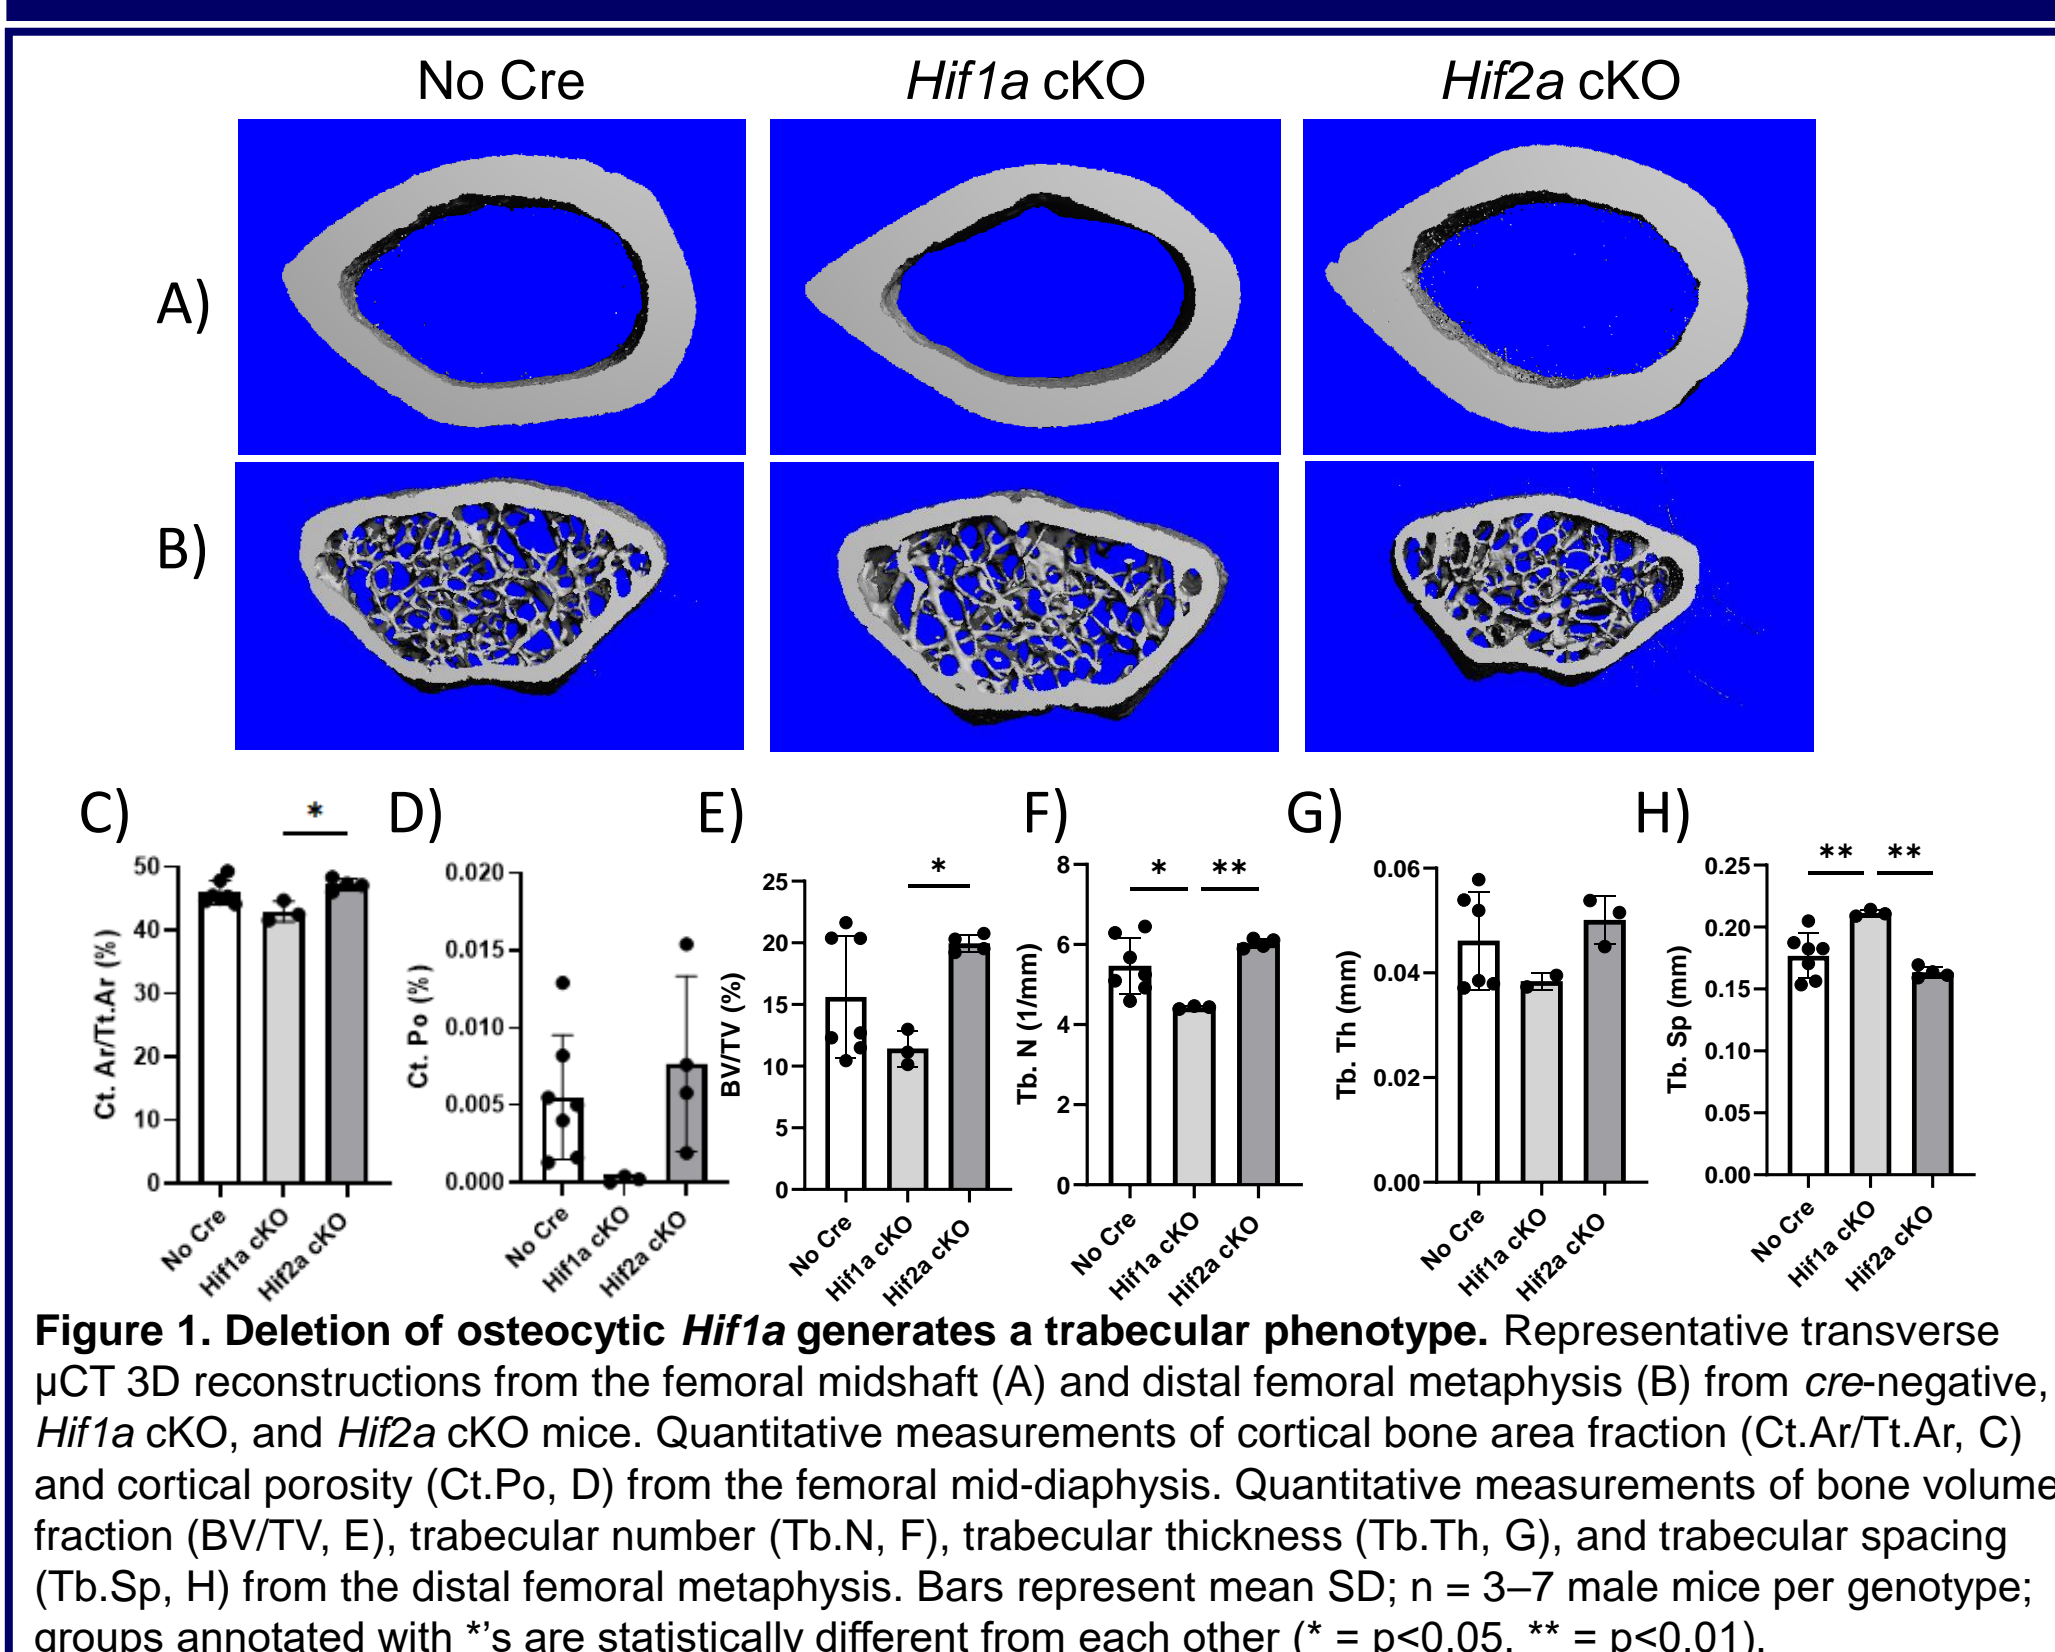 No Cre
Hif1a cKO
Hif2a cKO
A)
B)
C)
*
50
40
30
20
10
0
Ct. Ar/Tt.Ar (%)
No Cre
Hif1a cKO
Hif2a cKO
D)
0.020
0.015
0.010
0.005
0.000
Ct. Po (%)
No Cre
Hif1a cKO
Hif2a cKO
E)
*
25
20
15
10
5
0
BV/TV (%)
No Cre
Hif1a cKO
Hif2a cKO
F)
* **
8
6
4
2
0
Tb. N (1/mm)
No Cre
Hif1a cKO
Hif2a cKO
G)
0.06
0.04
0.02
0.00
Tb. Th (mm)
No Cre
Hif1a cKO
Hif2a cKO
H)
** **
0.25
0.20
0.15
0.10
0.05
0.00
Tb. Sp (mm)
No Cre
Hif1a cKO
Hif2a cKO
Figure 1. Deletion of osteocytic Hif1a generates a trabecular phenotype. Representative transverse
µCT 3D reconstructions from the femoral midshaft (A) and distal femoral metaphysis (B) from cre-negative,
Hif1a cKO, and Hif2a cKO mice. Quantitative measurements of cortical bone area fraction (Ct.Ar/Tt.Ar, C)
and cortical porosity (Ct.Po, D) from the femoral mid-diaphysis. Quantitative measurements of bone volume
fraction (BV/TV, E), trabecular number (Tb.N, F), trabecular thickness (Tb.Th, G), and trabecular spacing
(Tb.Sp, H) from the distal femoral metaphysis. Bars represent mean SD; n = 3–7 male mice per genotype;
groups annotated with *’s are statistically different from each other (* = p<0.05, ** = p<0.01).